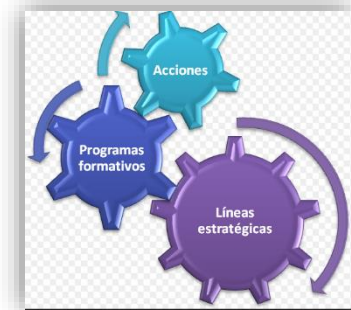 Acciones
Programas
formativos
Líneas
estratégicas